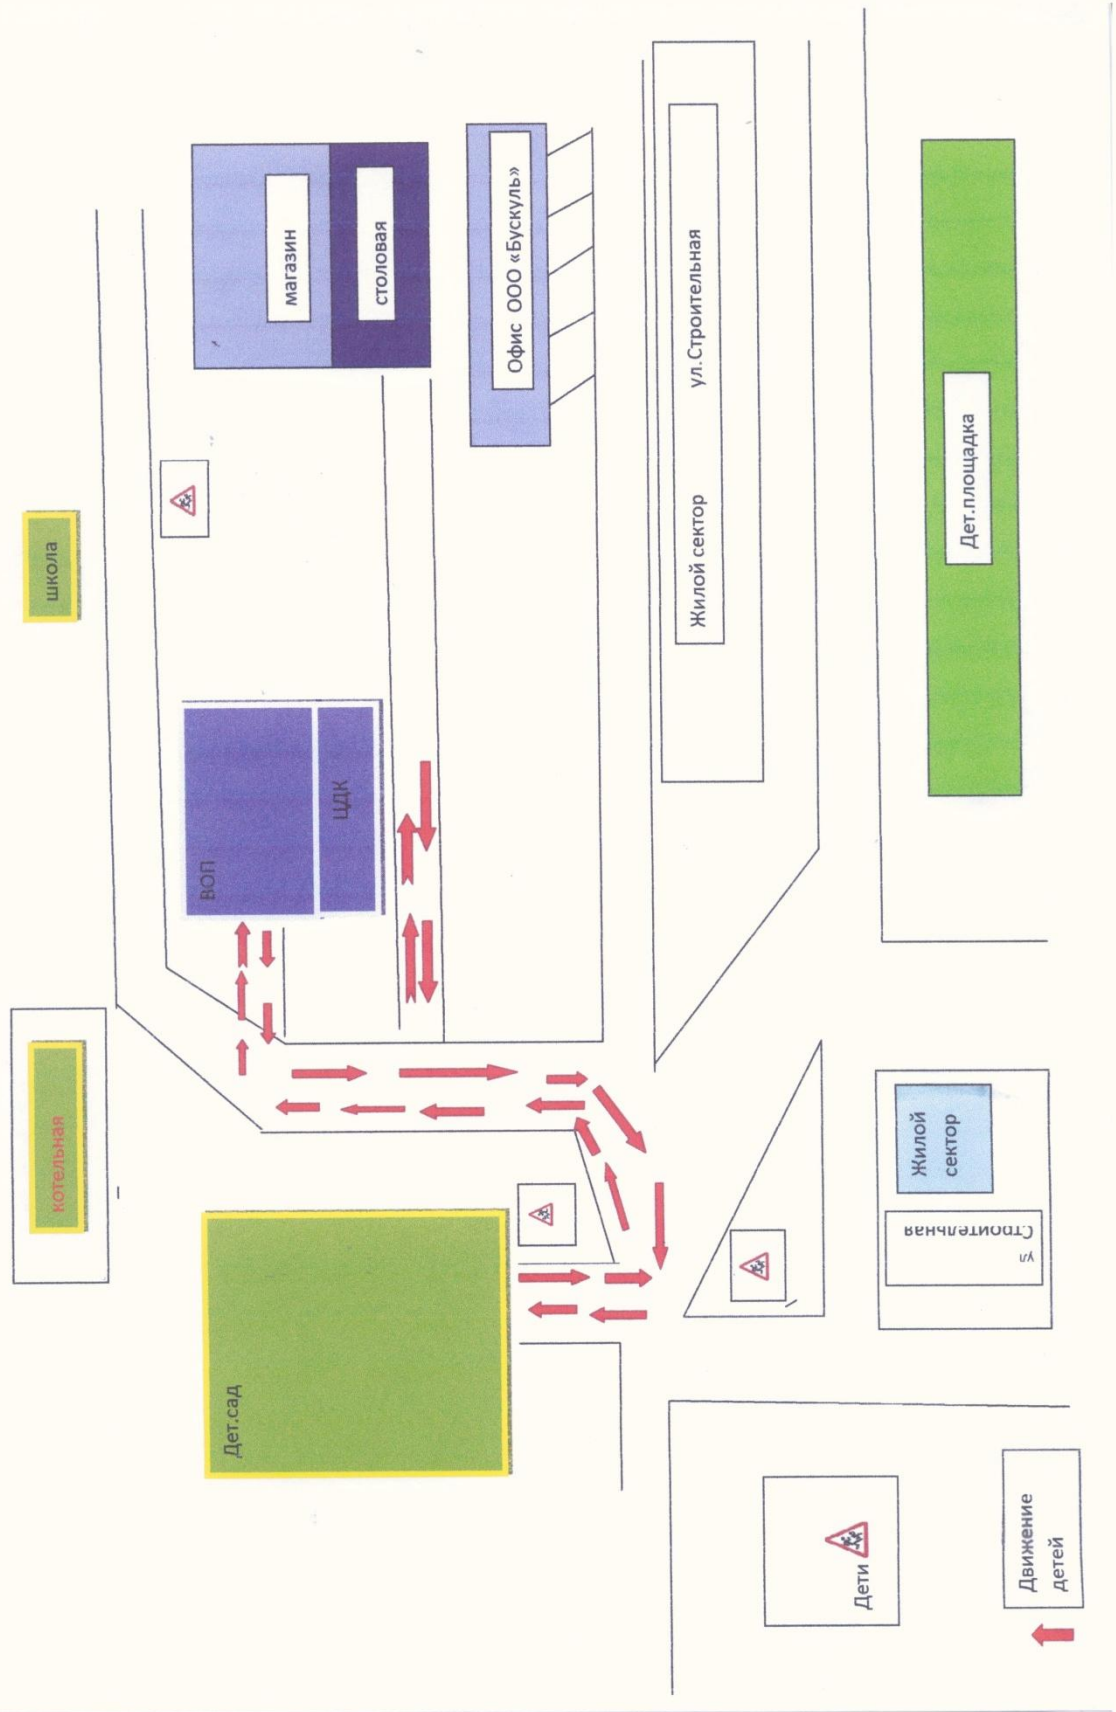 котельная
школа
Дет.сад
ВОП
ЦДК
магазин
столовая
Офис ООО «Бускуль»
Жилой сектор ул.Строительная
Дет.площадка
ул
Строительная
Жилой
сектор
Дети
Движение
детей